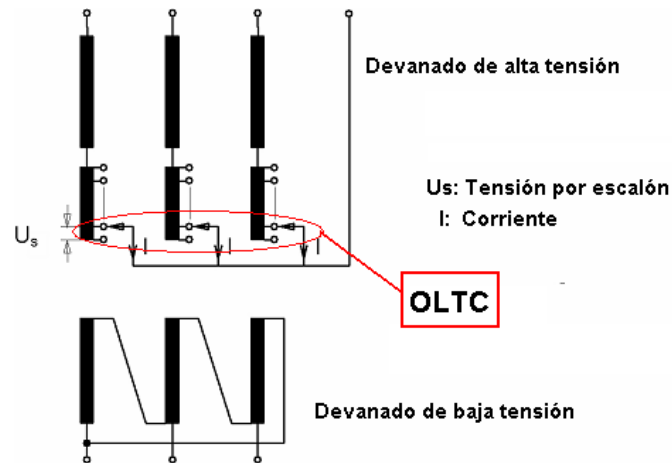 Devanado de alta tensión
Us: Tensión por escalón
I: Corriente
Us
I
I
I
OLTC
Devanado de baja tensión